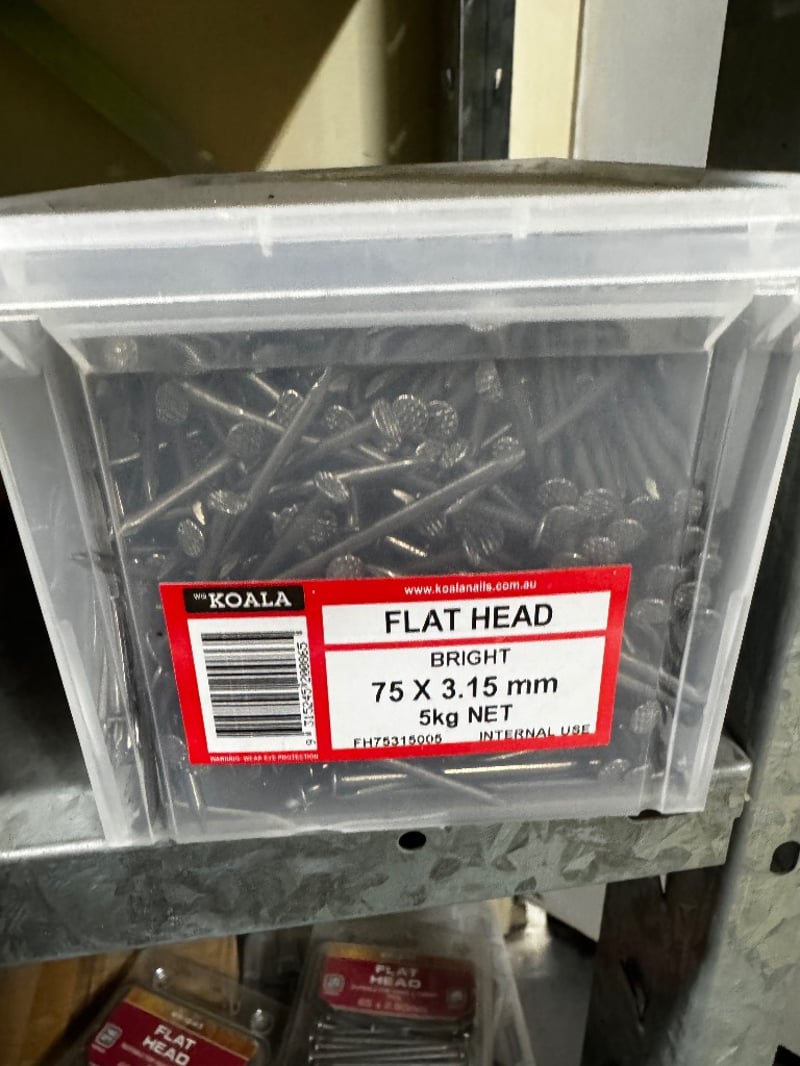 WG KOALA
www.koalanails.com.au
FLAT HEAD
BRIGHT
75 X 3.15 mm
5kg NET
FH75315005 INTERNAL USE
WARNING: WEAR EYE PROTECTION
FLAT
HEAD
FLAT
HEAD